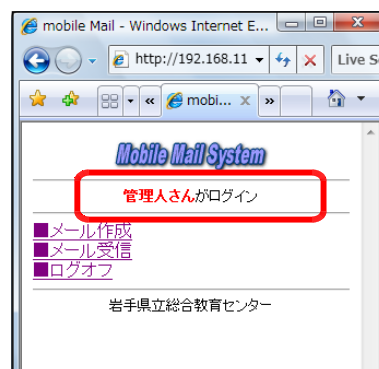 mobile Mail - Windows Internet E...
http://192.168.11
Live S
mobi...
Mobile Mail System
管理人さんがログイン
■メール作成
■メール受信
■ログオフ
岩手県立総合教育センター